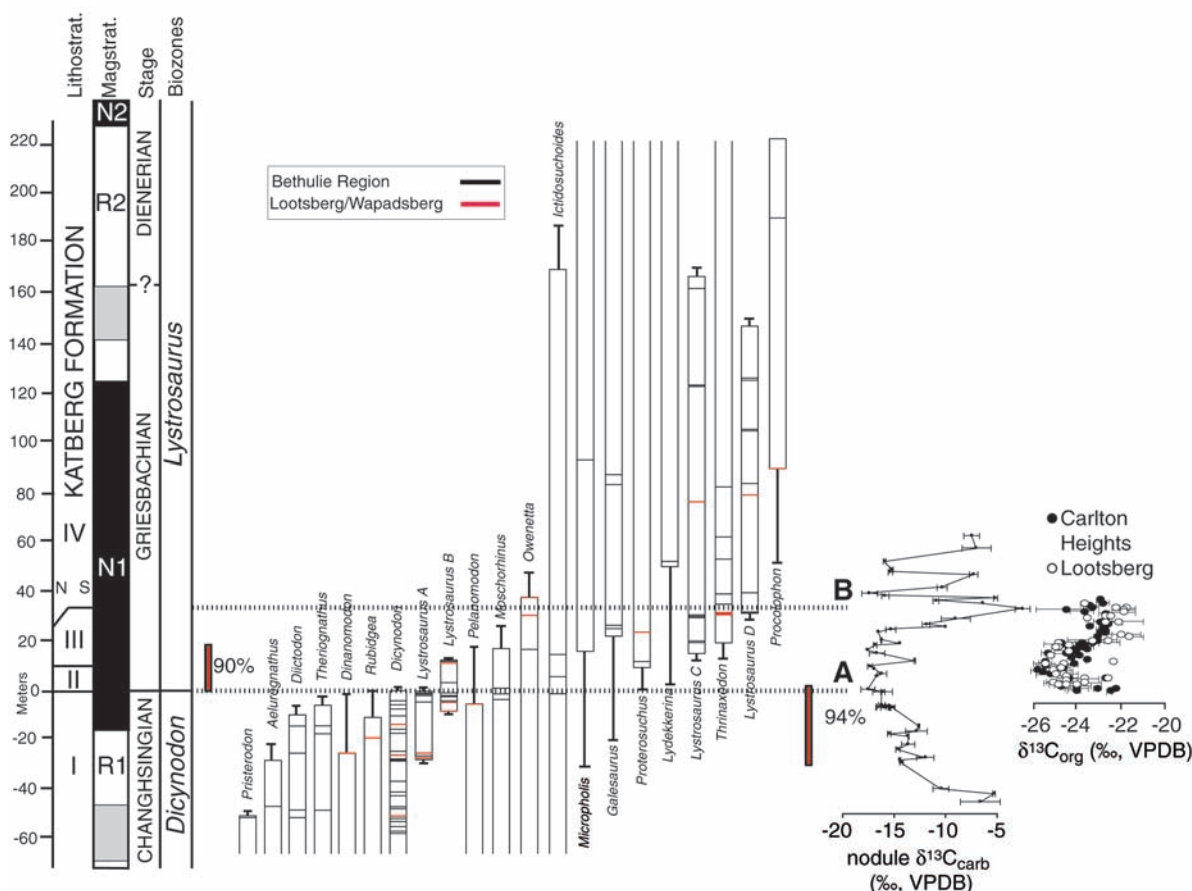 Lithostrat.
Magstrat.
Stage
Biozones
220
200
180
160
140
120
100
80
60
40
20
Meters 0
-20
-40
-60
KATBERG FORMATION
IV
N S
III
II
I
N2
R2
N1
R1
DIENERIAN
?
GRIESBACHIAN
CHANGHSINGIAN
Lystrosaurus
Dicynodon
Bethulie Region
Lootsberg/Wapadsberg
90%
Pristerodon
Aelurognathus
Diictodon
Theriognathus
Dinanomodon
Rubidgea
Dicynodon
Lystrosaurus A
Lystrosaurus B
Pelanomodon
Moschorhinus
Owenetta
Ictidosuchoides
Micropholis
Galesaurus
Proterosuchus
Lydekkerina
Lystrosaurus C
Thrinaxodon
Lystrosaurus D
Procolophon
94%
B
A
-20 -15 -10 -5
nodule δ13Ccarb
(‰, VPDB)
Carlton
Heights
Lootsberg
-26 -24 -22 -20
δ13Corg (‰, VPDB)